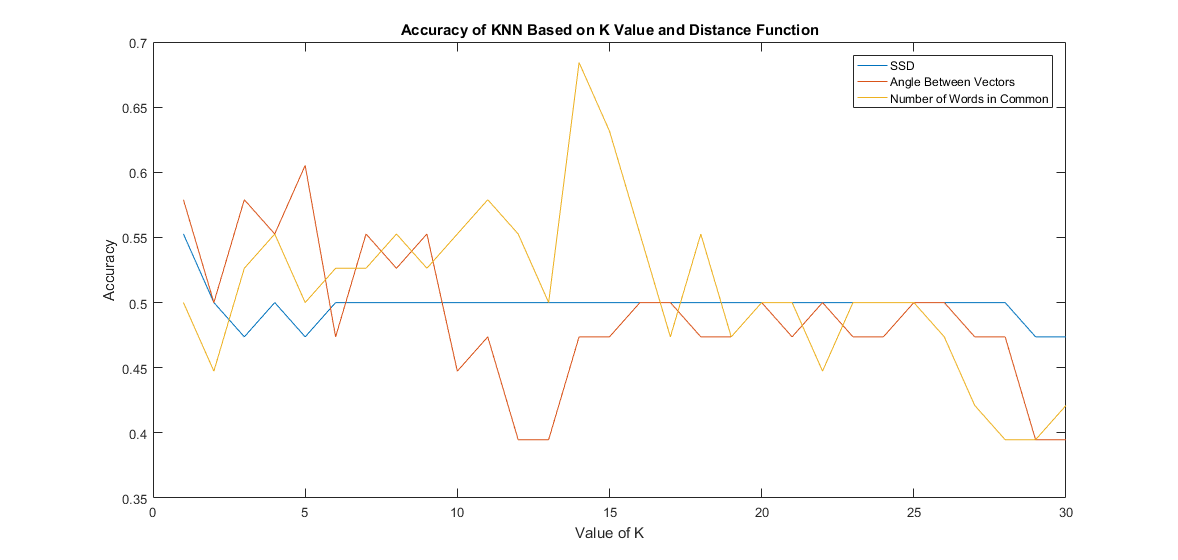 Accuracy of KNN Based on K Value and Distance Function
0.7
0.65
0.6
0.55
0.5
0.45
0.4
0.35
Accuracy
SSD
Angle Between Vectors
Number of Words in Common
0 5 10 15 20 25 30
Value of K